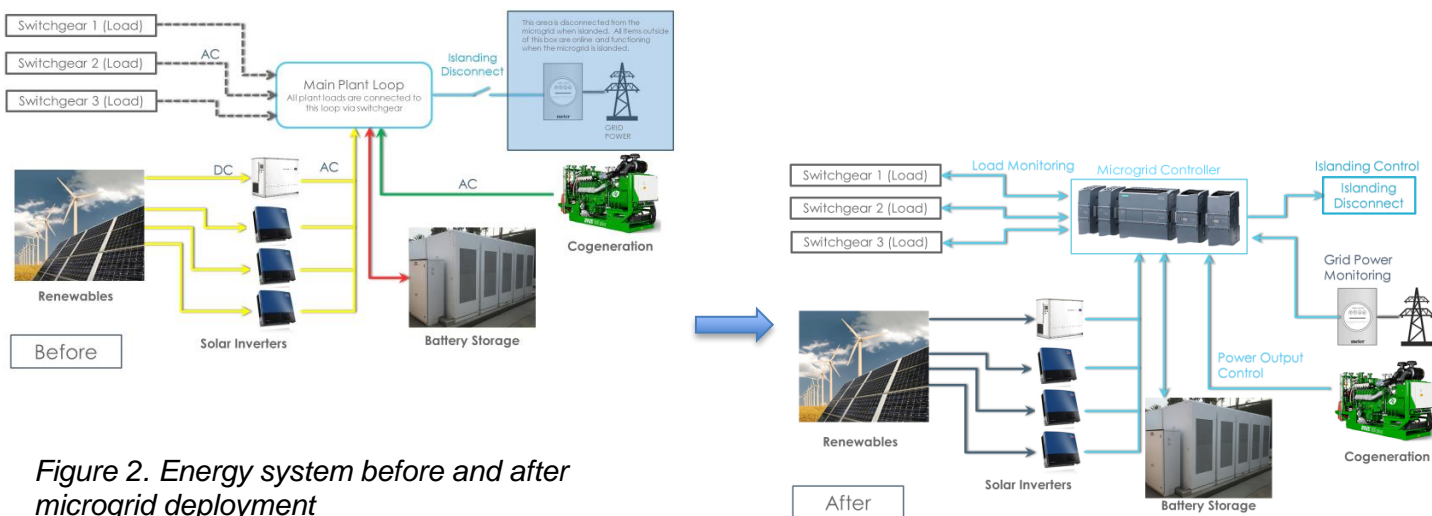 Switchgear 1 (Load)
Switchgear 2 (Load)
Switchgear 3 (Load)
AC
Main Plant Loop
All plant loads are connected to
this loop via switchgear
Islanding
Disconnect
This area is disconnected from the
microgrid when islanded. All items outside
of this box are online and functioning
when the microgrid is islanded.
meter
GRID
POWER
DC
AC
AC
Renewables
Solar Inverters
Battery Storage
Cogeneration
Before
Figure 2. Energy system before and after
microgrid deployment
Switchgear 1 (Load)
Switchgear 2 (Load)
Switchgear 3 (Load)
Load Monitoring
Microgrid Controller
Islanding Control
Islanding
Disconnect
Grid Power
Monitoring
meter
Power Output
Control
Renewables
Solar Inverters
Battery Storage
Cogeneration
After